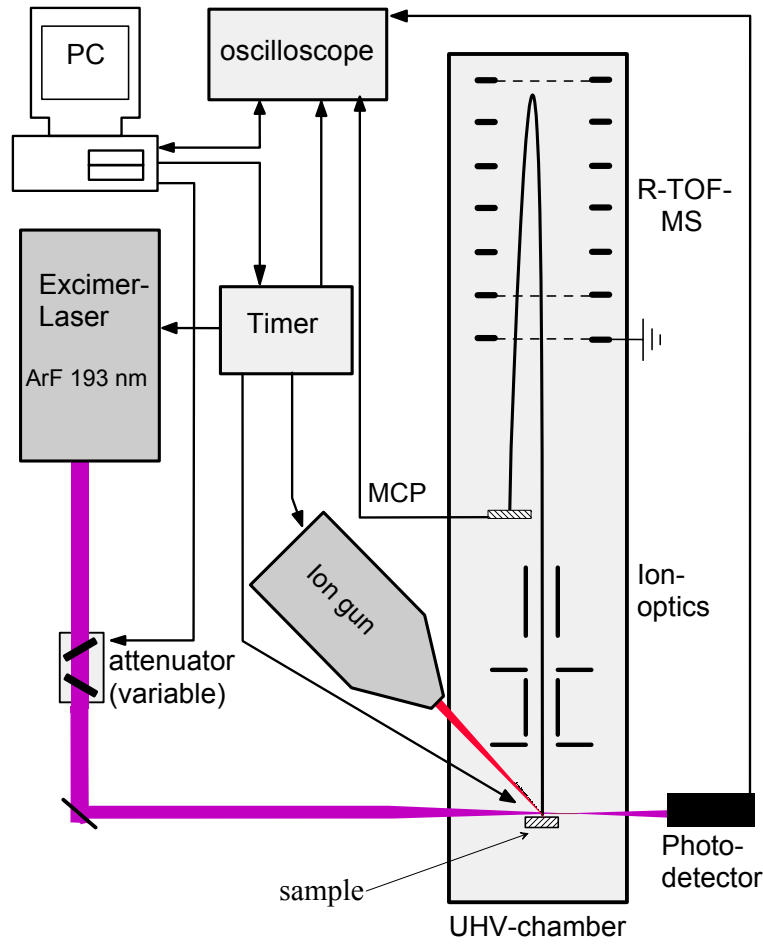 PC
oscilloscope
R-TOF-
MS
Excimer-
Laser
ArF 193 nm
Timer
MCP
Ion gun
Ion-
optics
attenuator
(variable)
Photo-
detector
sample
UHV-chamber